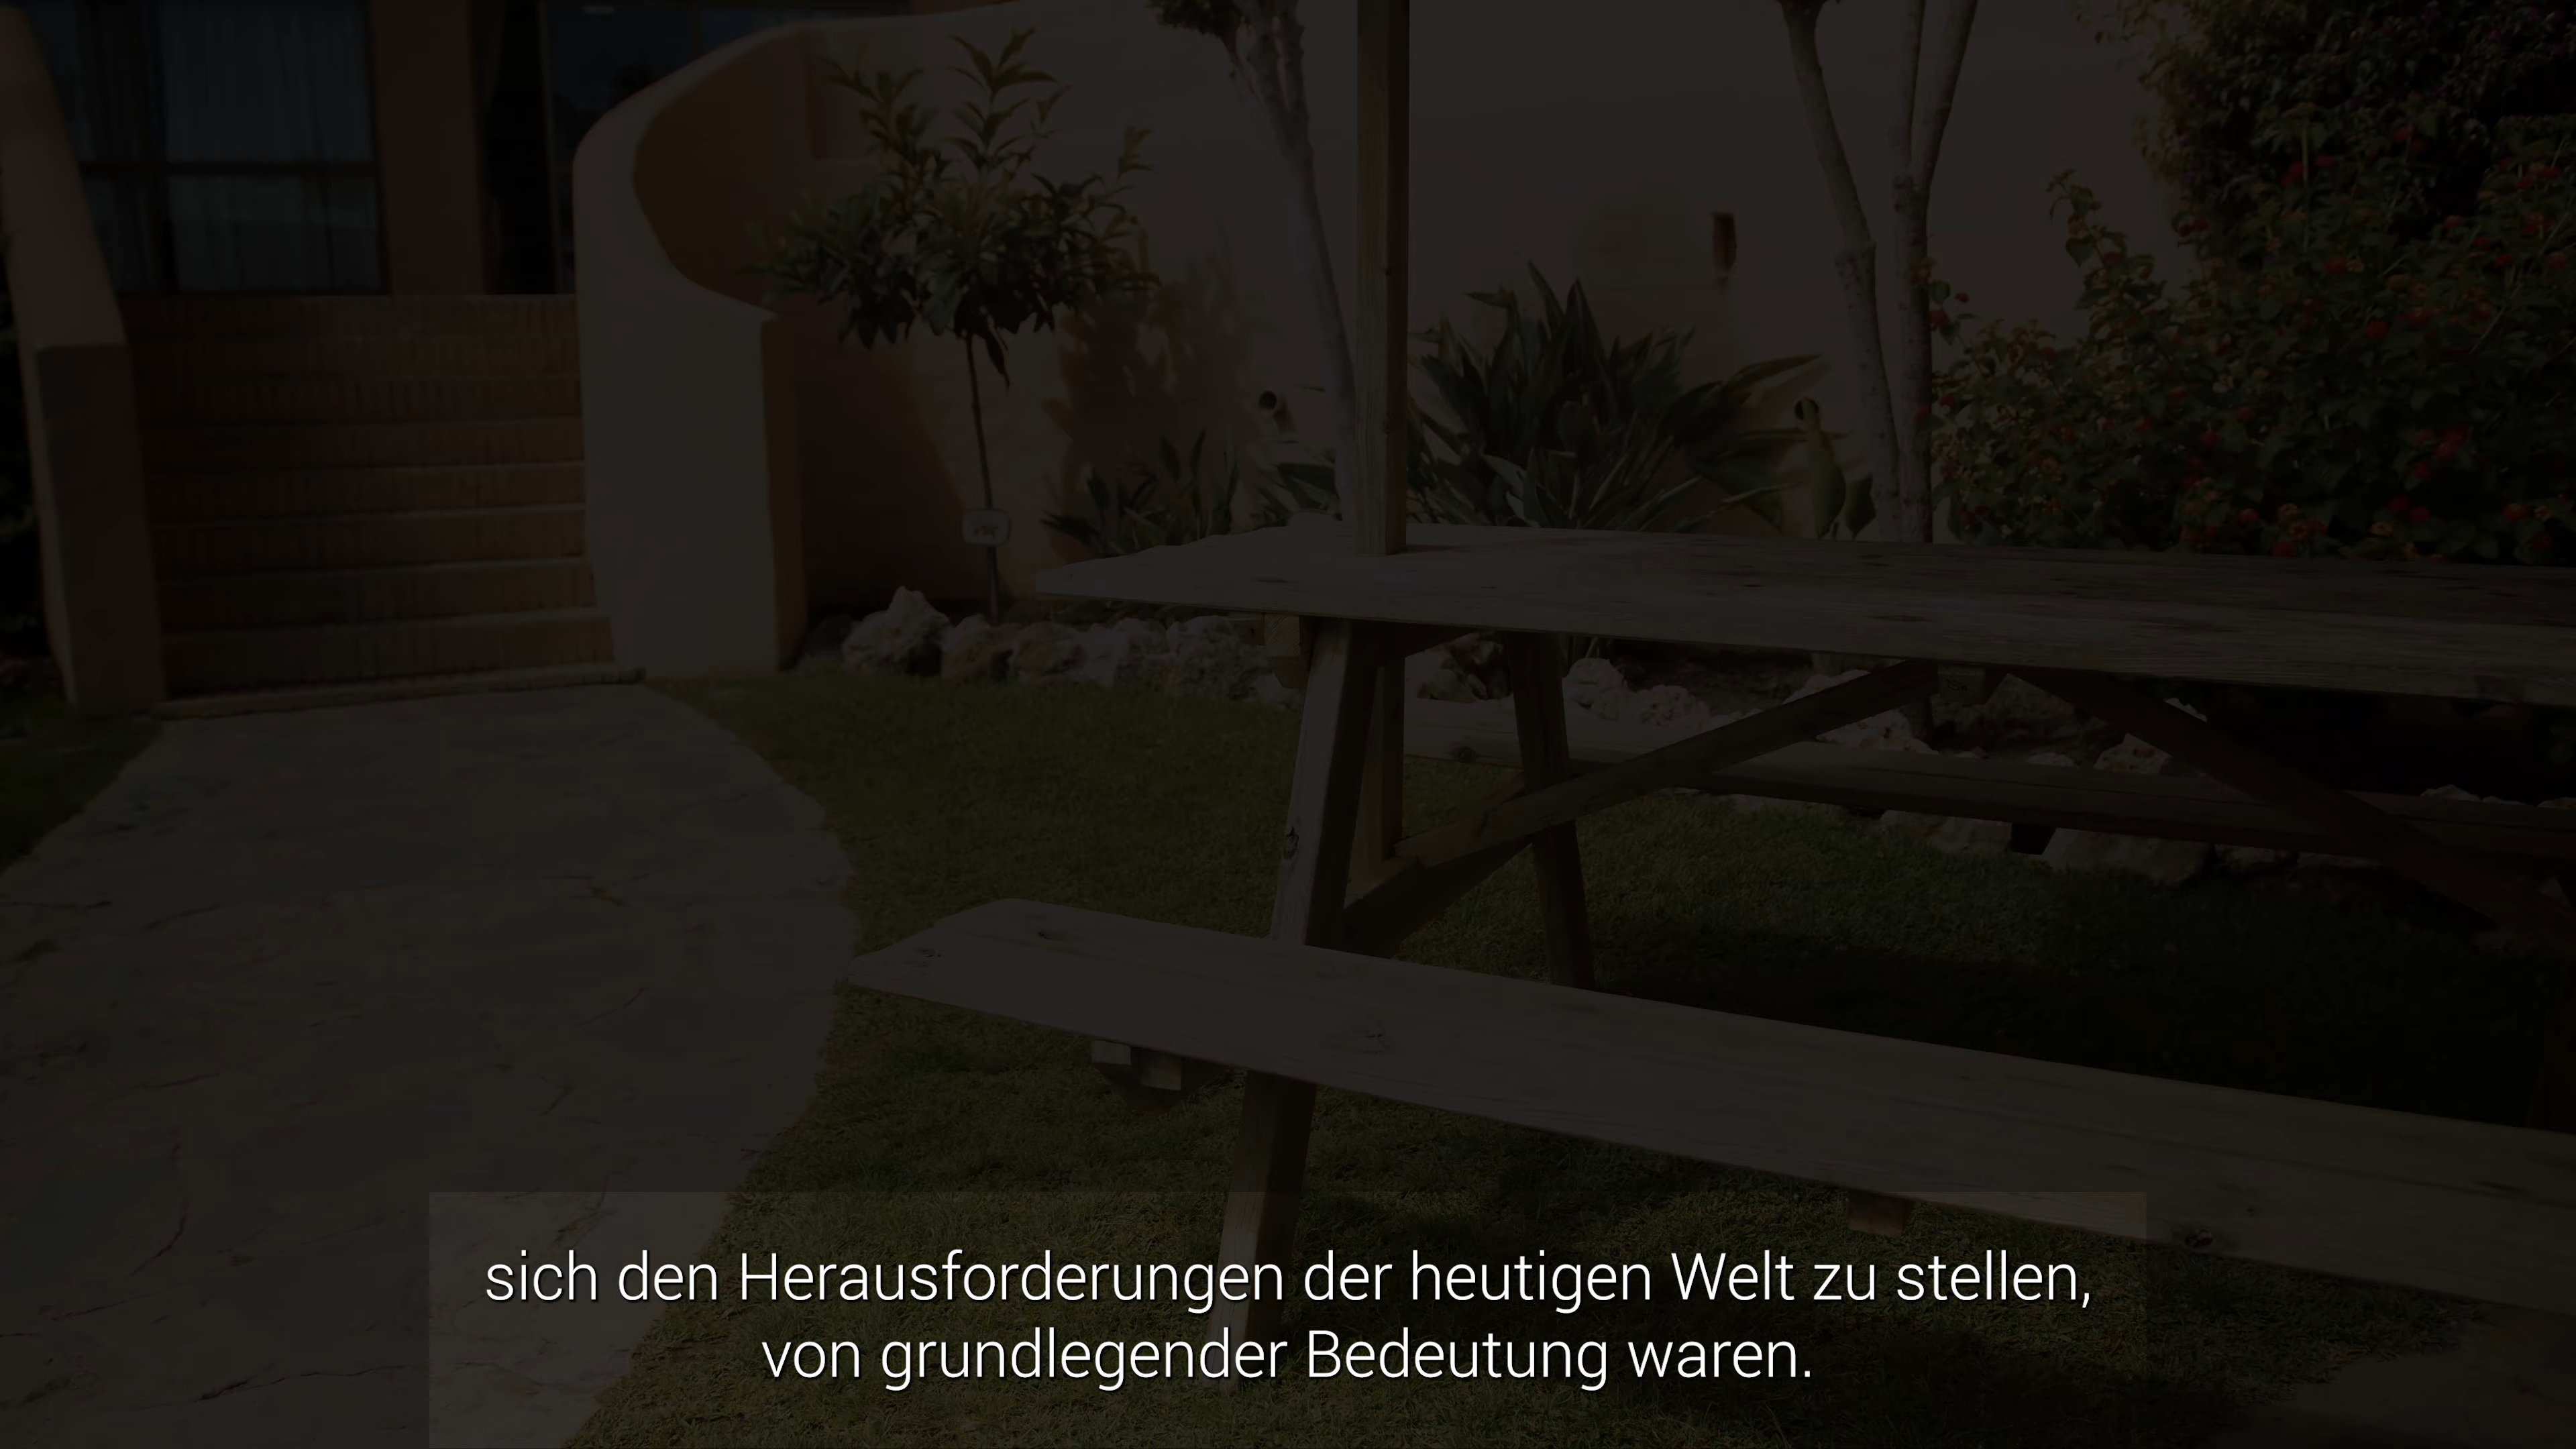 sich den Herausforderungen der heutigen Welt zu stellen,
von grundlegender Bedeutung waren.